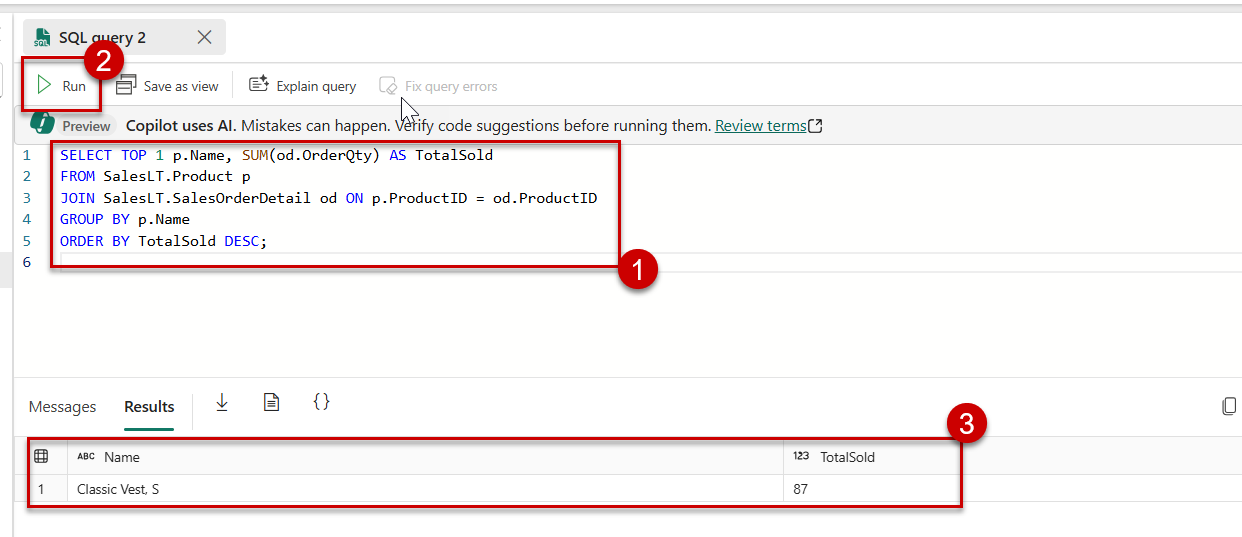 SQL query 2
2
Run Save as view Explain query Fix query errors
Preview Copilot uses AI. Mistakes can happen. Verify code suggestions before running them. Review terms
1 SELECT TOP 1 p.Name, SUM(od.OrderQty) AS TotalSold
2 FROM SalesLT.Product p
3 JOIN SalesLT.SalesOrderDetail od ON p.ProductID = od.ProductID
4 GROUP BY p.Name
5 ORDER BY TotalSold DESC;
6
1
Messages Results {}
3
ABC Name 123 TotalSold
1 Classic Vest, S 87